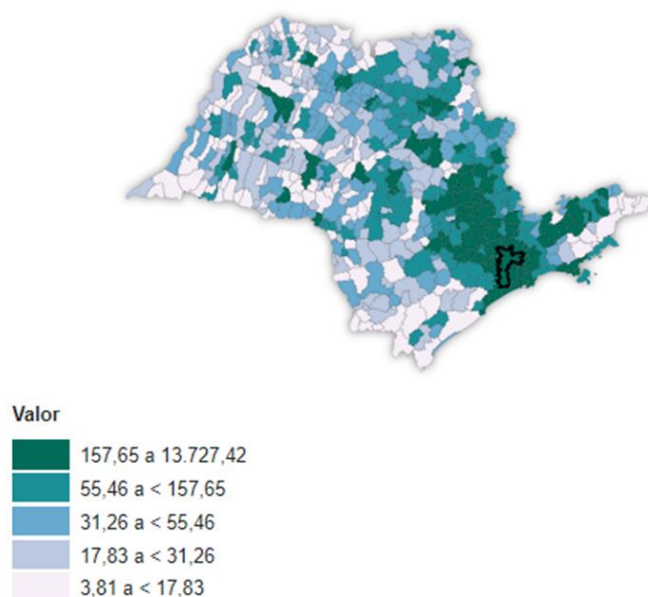 Valor
157,65 a 13.727,42
55,46 a < 157,65
31,26 a < 55,46
17,83 a < 31,26
3,81 a < 17,83